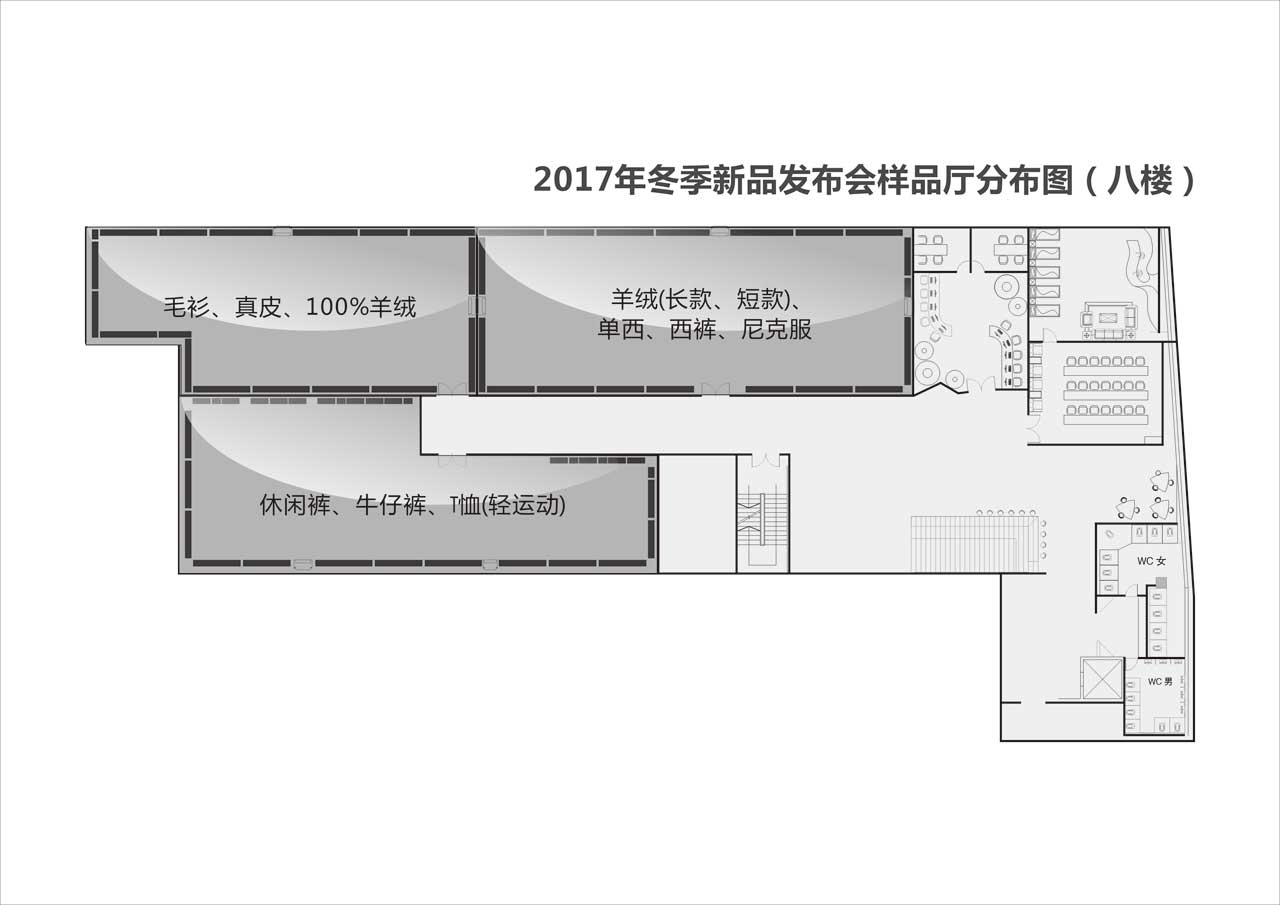 2017年冬季新品发布会样品厅分布图（八楼）
毛衫、真皮、100%羊绒
羊绒(长款、短款)、
单西、西裤、尼克服
休闲裤、牛仔裤、T恤(轻运动)
WC 女
WC 男